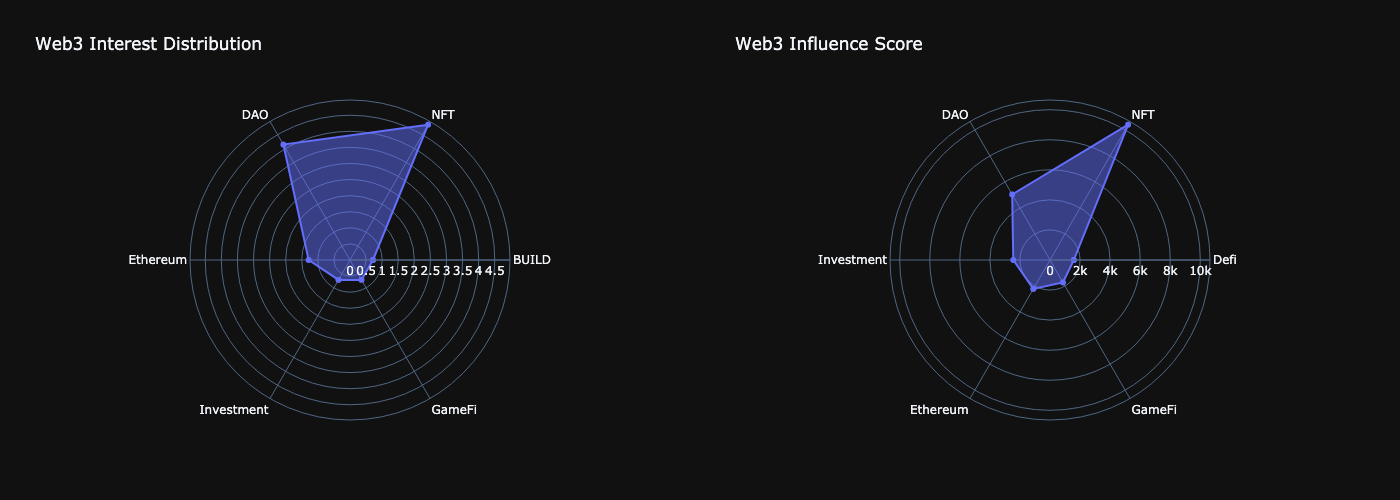 Web3 Interest Distribution
Web3 Influence Score
DAO
NFT
Ethereum
0 0.5 1 1.5 2 2.5 3 3.5 4 4.5
BUILD
Investment
GameFi
DAO
NFT
Investment
0 2k 4k 6k 8k 10k
Defi
Ethereum
GameFi